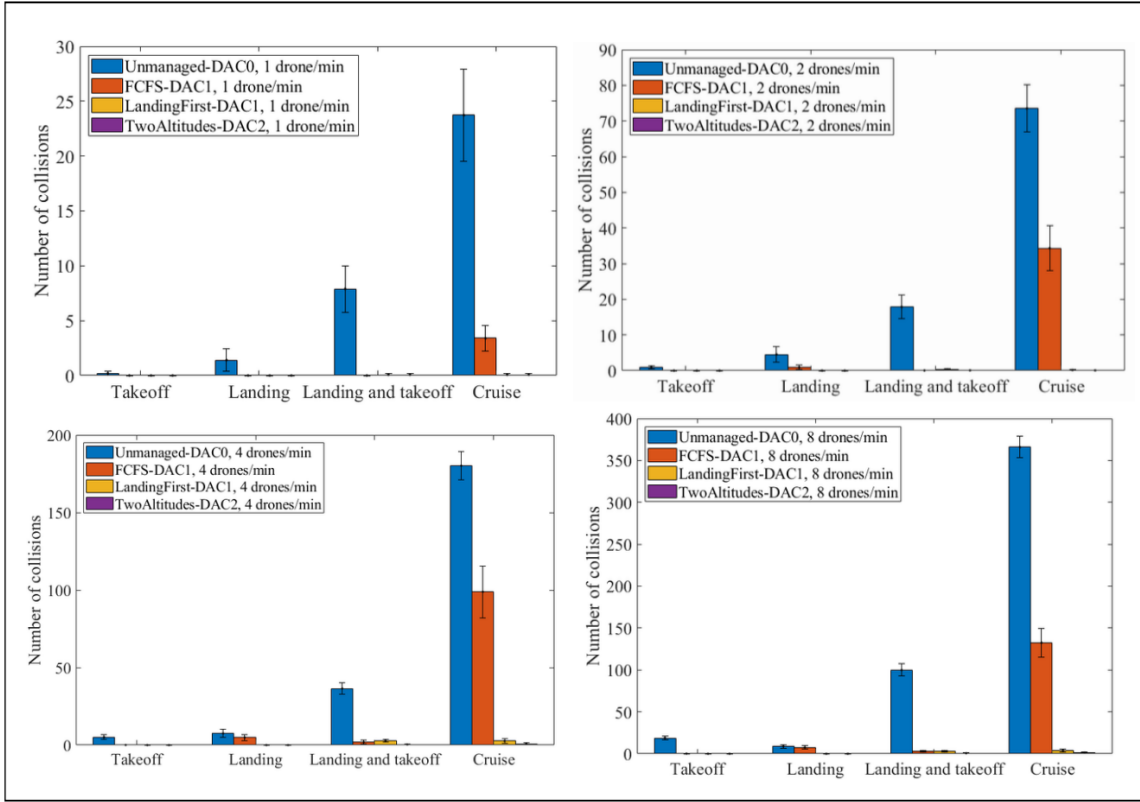 30
25
20
15
10
5
0
Number of collisions
Unmanaged-DAC0, 1 drone/min
FCFS-DAC1, 1 drone/min
LandingFirst-DAC1, 1 drone/min
TwoAltitudes-DAC2, 1 drone/min
Takeoff Landing Landing and takeoff Cruise
90
80
70
60
50
40
30
20
10
0
Number of collisions
Unmanaged-DAC0, 2 drones/min
FCFS-DAC1, 2 drones/min
LandingFirst-DAC1, 2 drones/min
TwoAltitudes-DAC2, 2 drones/min
Takeoff Landing Landing and takeoff Cruise
200
150
100
50
0
Number of collisions
Unmanaged-DAC0, 4 drones/min
FCFS-DAC1, 4 drones/min
LandingFirst-DAC1, 4 drones/min
TwoAltitudes-DAC2, 4 drones/min
Takeoff Landing Landing and takeoff Cruise
400
350
300
250
200
150
100
50
0
Number of collisions
Unmanaged-DAC0, 8 drones/min
FCFS-DAC1, 8 drones/min
LandingFirst-DAC1, 8 drones/min
TwoAltitudes-DAC2, 8 drones/min
Takeoff Landing Landing and takeoff Cruise